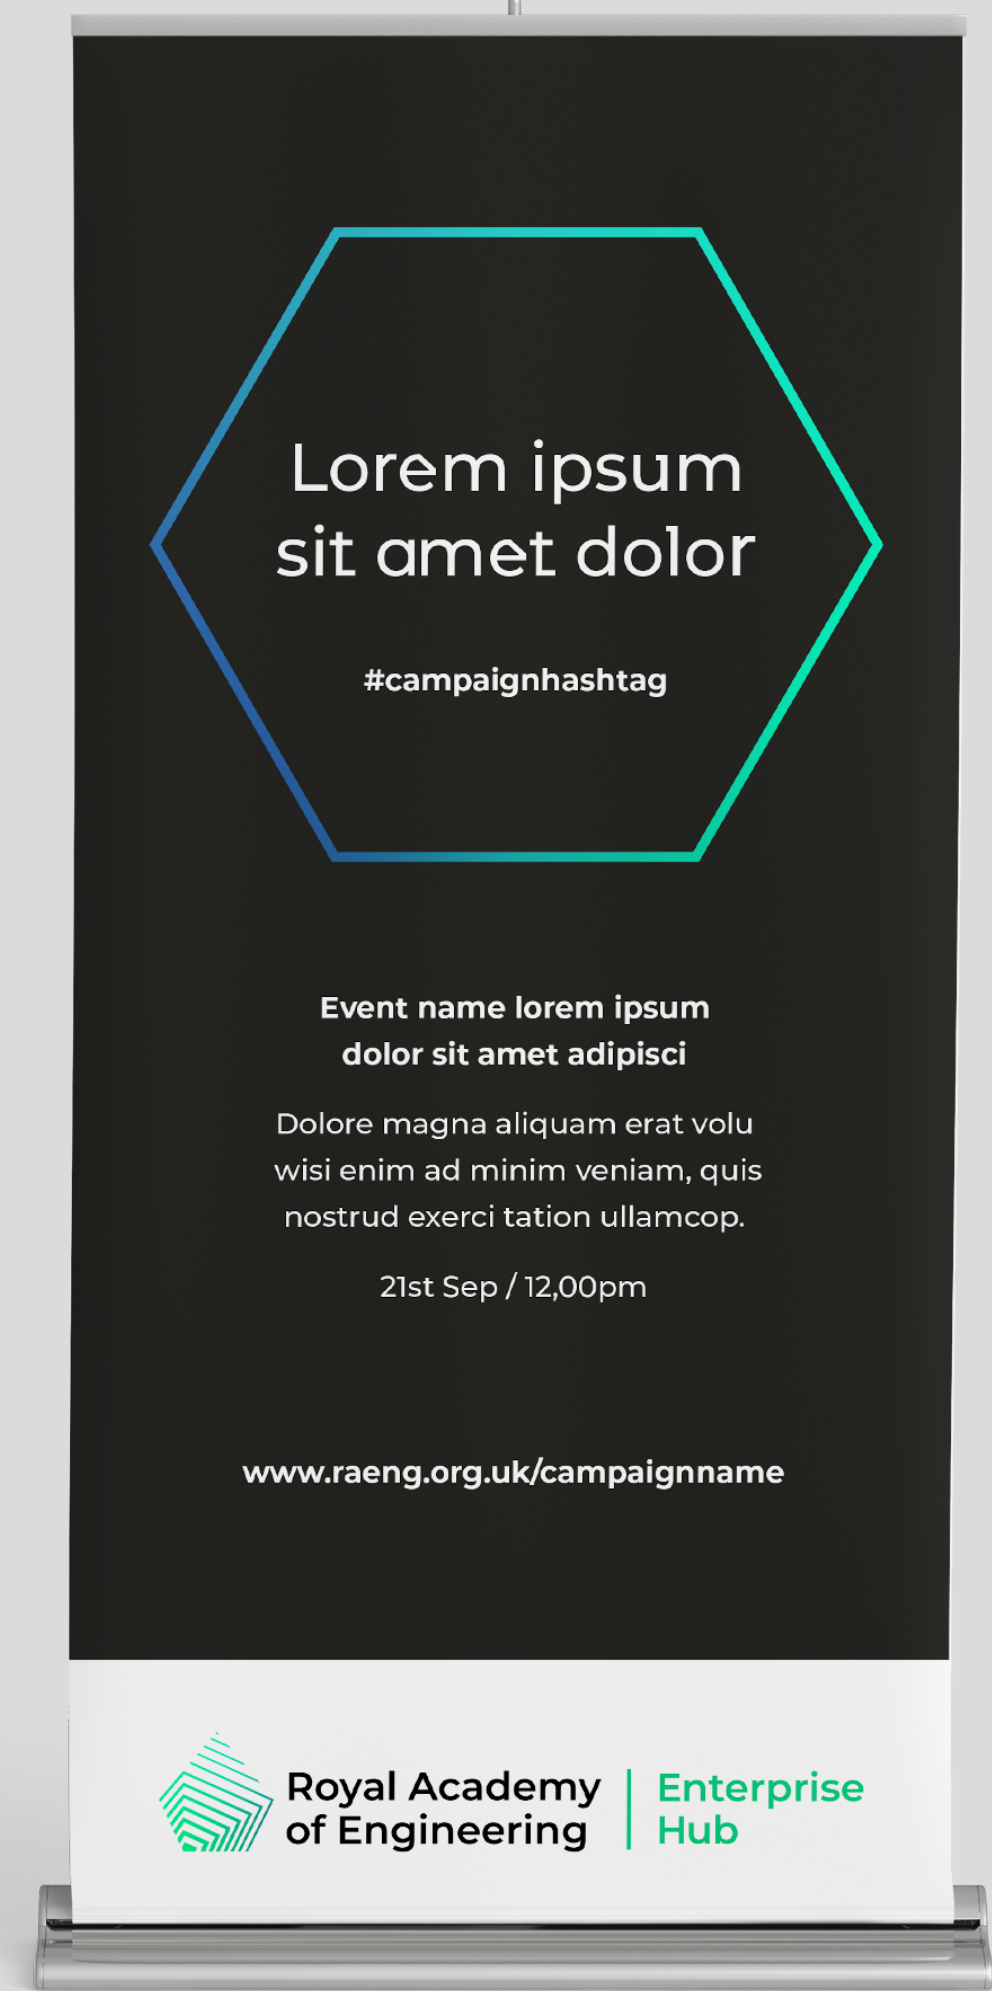 Lorem ipsum
sit amet dolor
#campaignhashtag
Event name lorem ipsum
dolor sit amet adipisci
Dolore magna aliquam erat volu
wisi enim ad minim veniam, quis
nostrud exerci tation ullamcop.
21st Sep / 12,00pm
www.raeng.org.uk/campaignname
Royal Academy
of Engineering
Enterprise
Hub